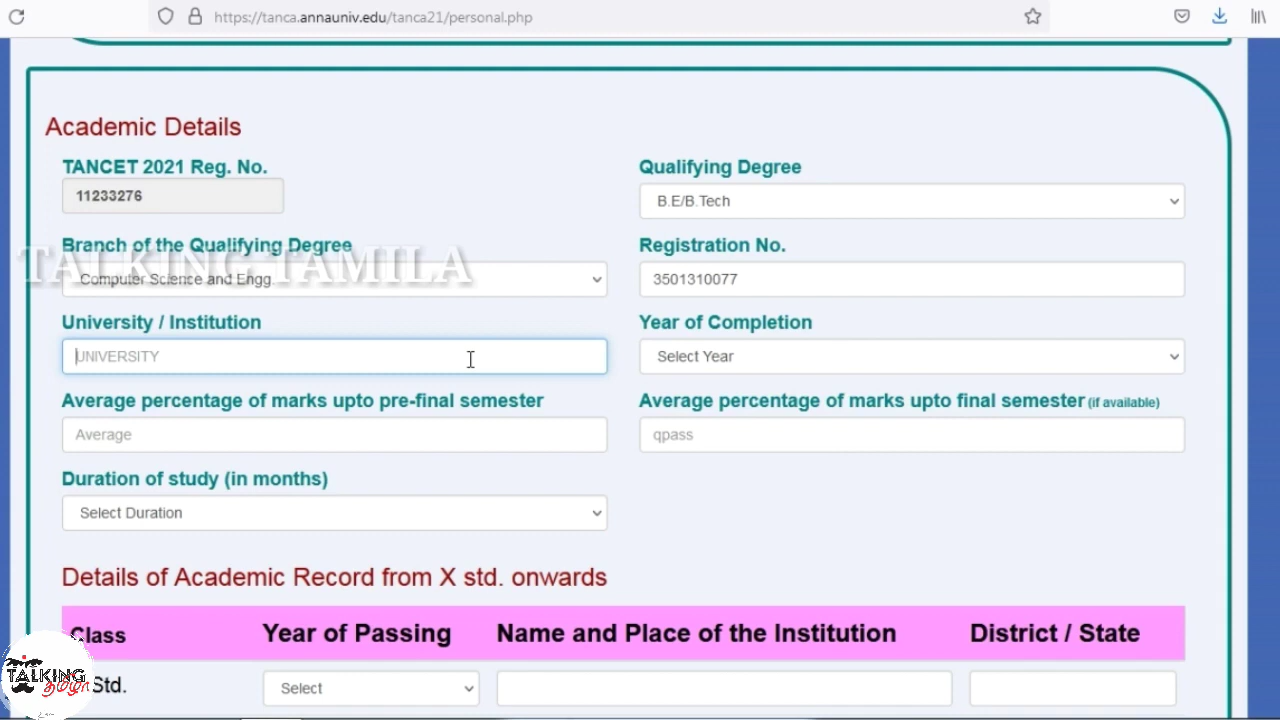 https://tanca.annauniv.edu/tanca21/personal.php
Academic Details
TANCET 2021 Reg. No.
11233276
Qualifying Degree
B.E/B.Tech
Branch of the Qualifying Degree
Computer Science and Engg.
TALKING TAMILA
Registration No.
3501310077
University / Institution
UNIVERSITY
Year of Completion
Select Year
Average percentage of marks upto pre-final semester
Average
Average percentage of marks upto final semester (if available)
qpass
Duration of study (in months)
Select Duration
Details of Academic Record from X std. onwards
Class Year of Passing Name and Place of the Institution District / State
Std. Select
TALKING
தமிழா